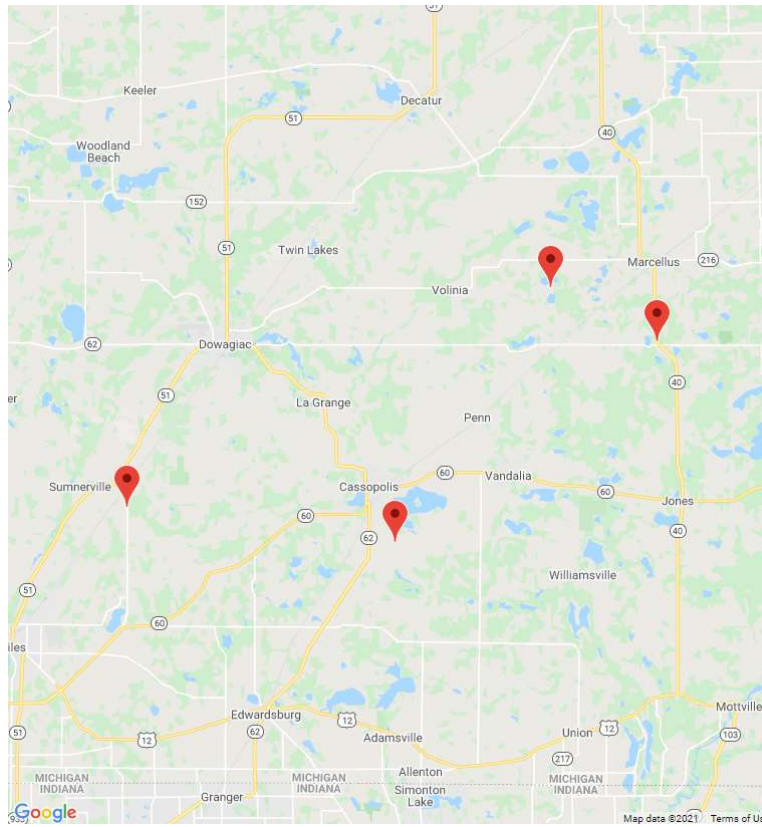 51
Keeler
Decatur
51
40
Woodland
Beach
152
51
Twin Lakes
Marcellus
216
Volinia
62
Dowagiac
40
51
er
La Grange
Penn
60
Vandalia
Sumnerville
Cassopolis
60
Jones
60
62
40
Williamsville
51
60
iles
Mottville
Edwardsburg
12
Union
12
51
12
62
Adamsville
217
103
MICHIGAN
INDIANA
MICHIGAN
INDIANA
Allenton
MICHIGAN
INDIANA
Simonton
Lake
Granger
Google
Map data ©2021
Terms of Us